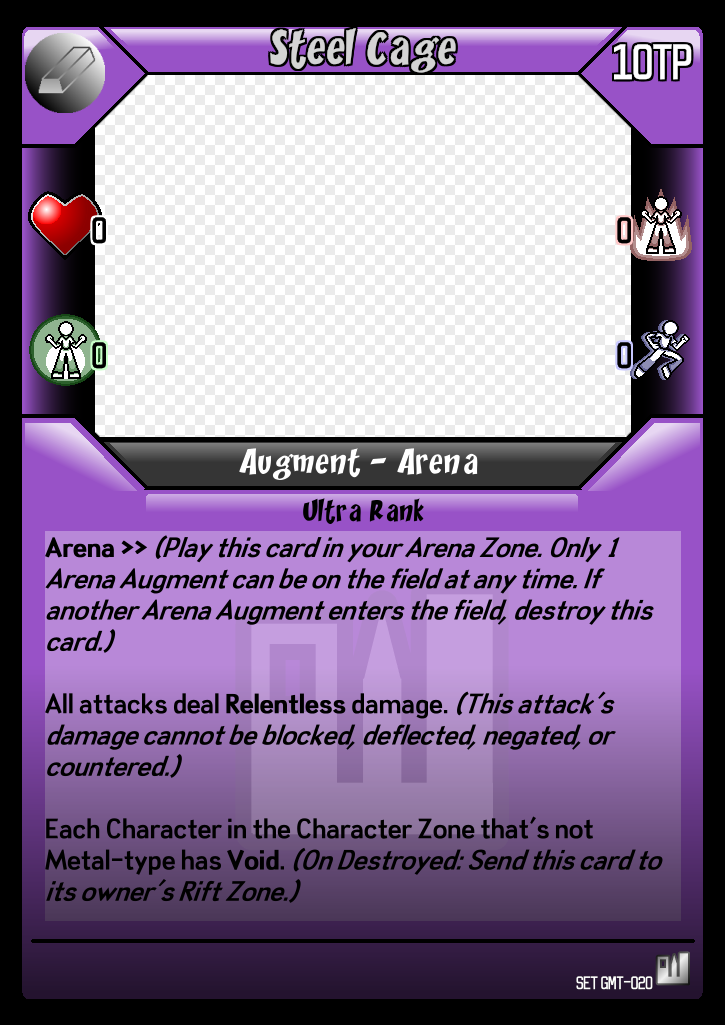 Steel Cage
10TP
0
0
0
0
Augment - Arena
Ultra Rank
Arena >> (Play this card in your Arena Zone. Only 1
Arena Augment can be on the field at any time. If
another Arena Augment enters the field, destroy this
card.)
All attacks deal Relentless damage. (This attack's
damage cannot be blocked, deflected, negated, or
countered.)
Each Character in the Character Zone that's not
Metal-type has Void. (On Destroyed: Send this card to
its owner's Rift Zone.)
SET GMT-020